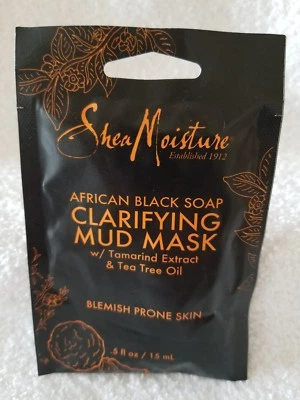 SheaMoisture
Established 1912
AFRICAN BLACK SOAP
CLARIFYING
MUD MASK
w/ Tamarind Extract
& Tea Tree Oil
BLEMISH PRONE SKIN
.5 fl oz / 15 mL